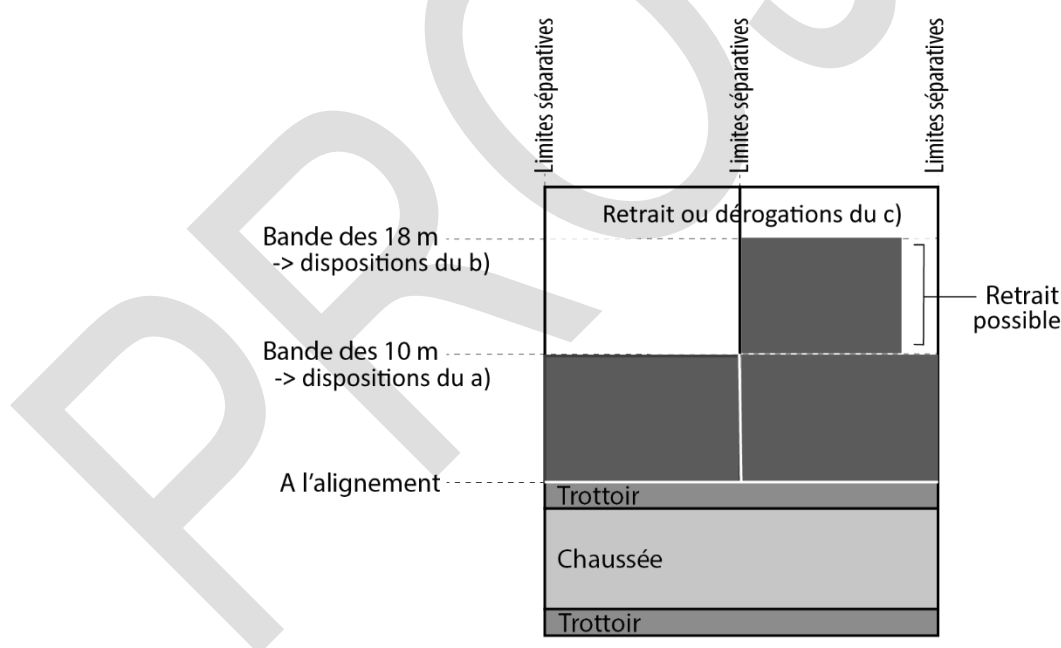 Limites séparatives
Limites séparatives
Limites séparatives
Retrait ou dérogations du c)
Bande des 18 m
-> dispositions du b)
Retrait
possible
Bande des 10 m
-> dispositions du a)
A l'alignement
Trottoir
Chaussée
Trottoir